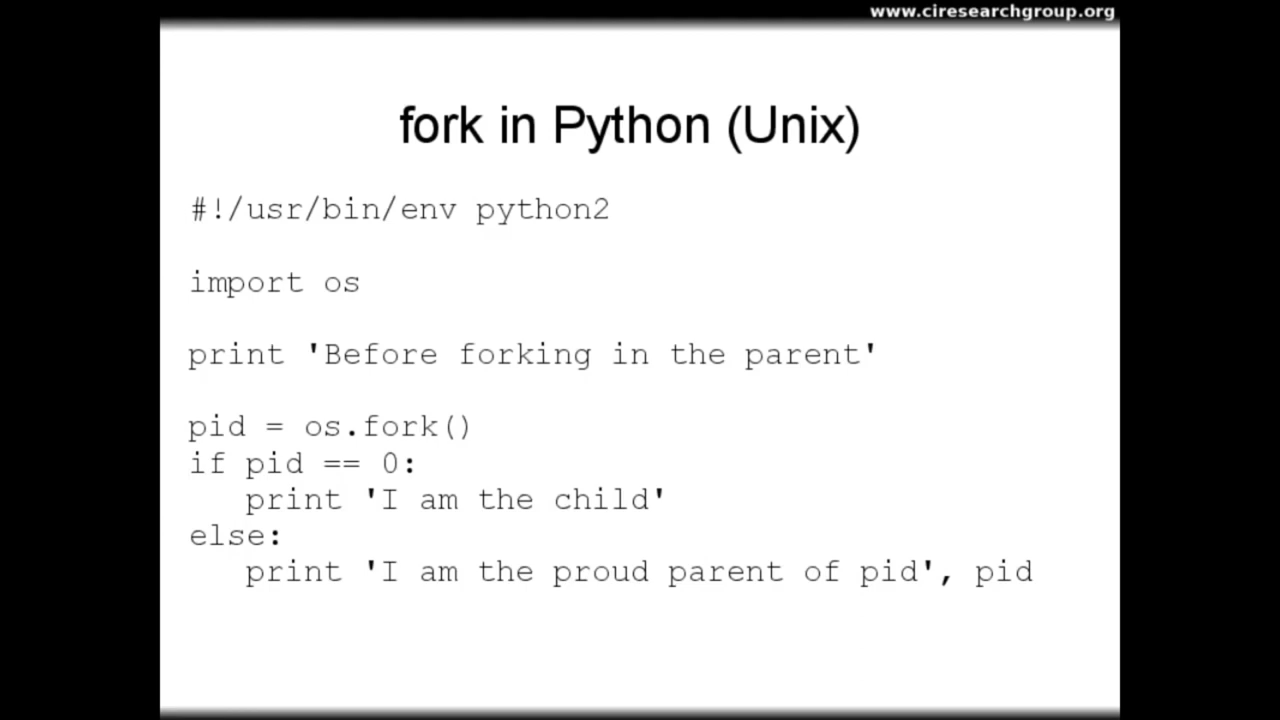 www.ciresearchgroup.org
fork in Python (Unix)
#!/usr/bin/env python2
import os
print 'Before forking in the parent'
pid = os.fork()
if pid == 0:
   print 'I am the child'
else:
   print 'I am the proud parent of pid', pid